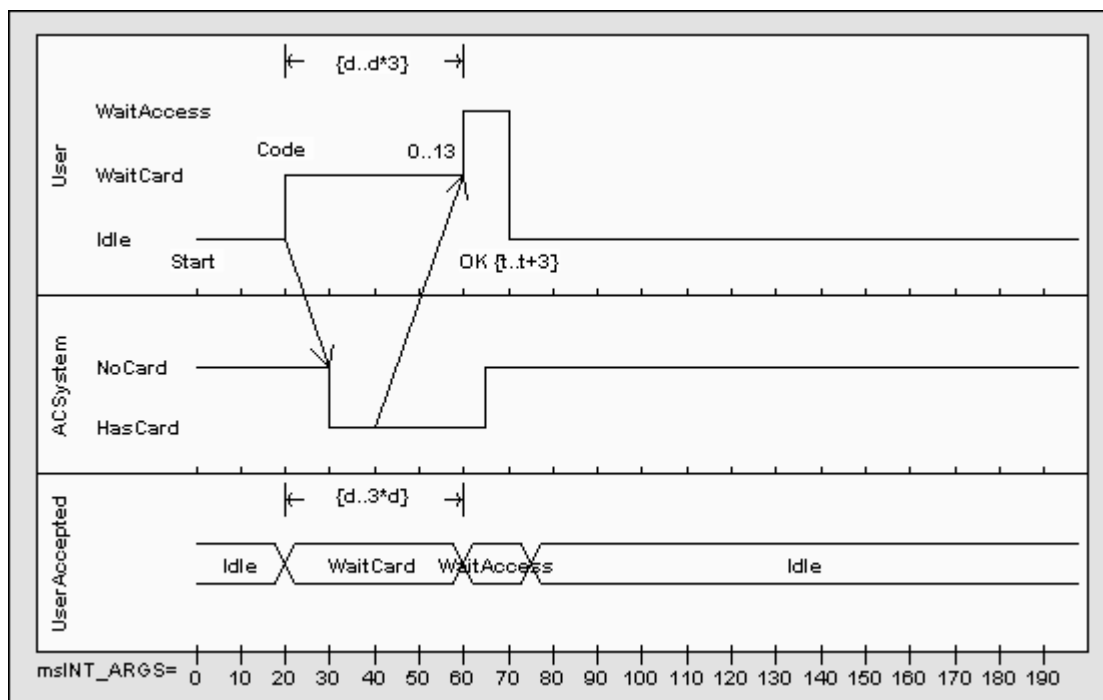 {d..d*3}
WaitAccess
Code
0..13
User
WaitCard
Idle
Start
OK {t..t+3}
ACSystem
NoCard
HasCard
{d..3*d}
UserAccepted
Idle WaitCard WaitAccess Idle
msINT_ARGS= 0 10 20 30 40 50 60 70 80 90 100 110 120 130 140 150 160 170 180 190